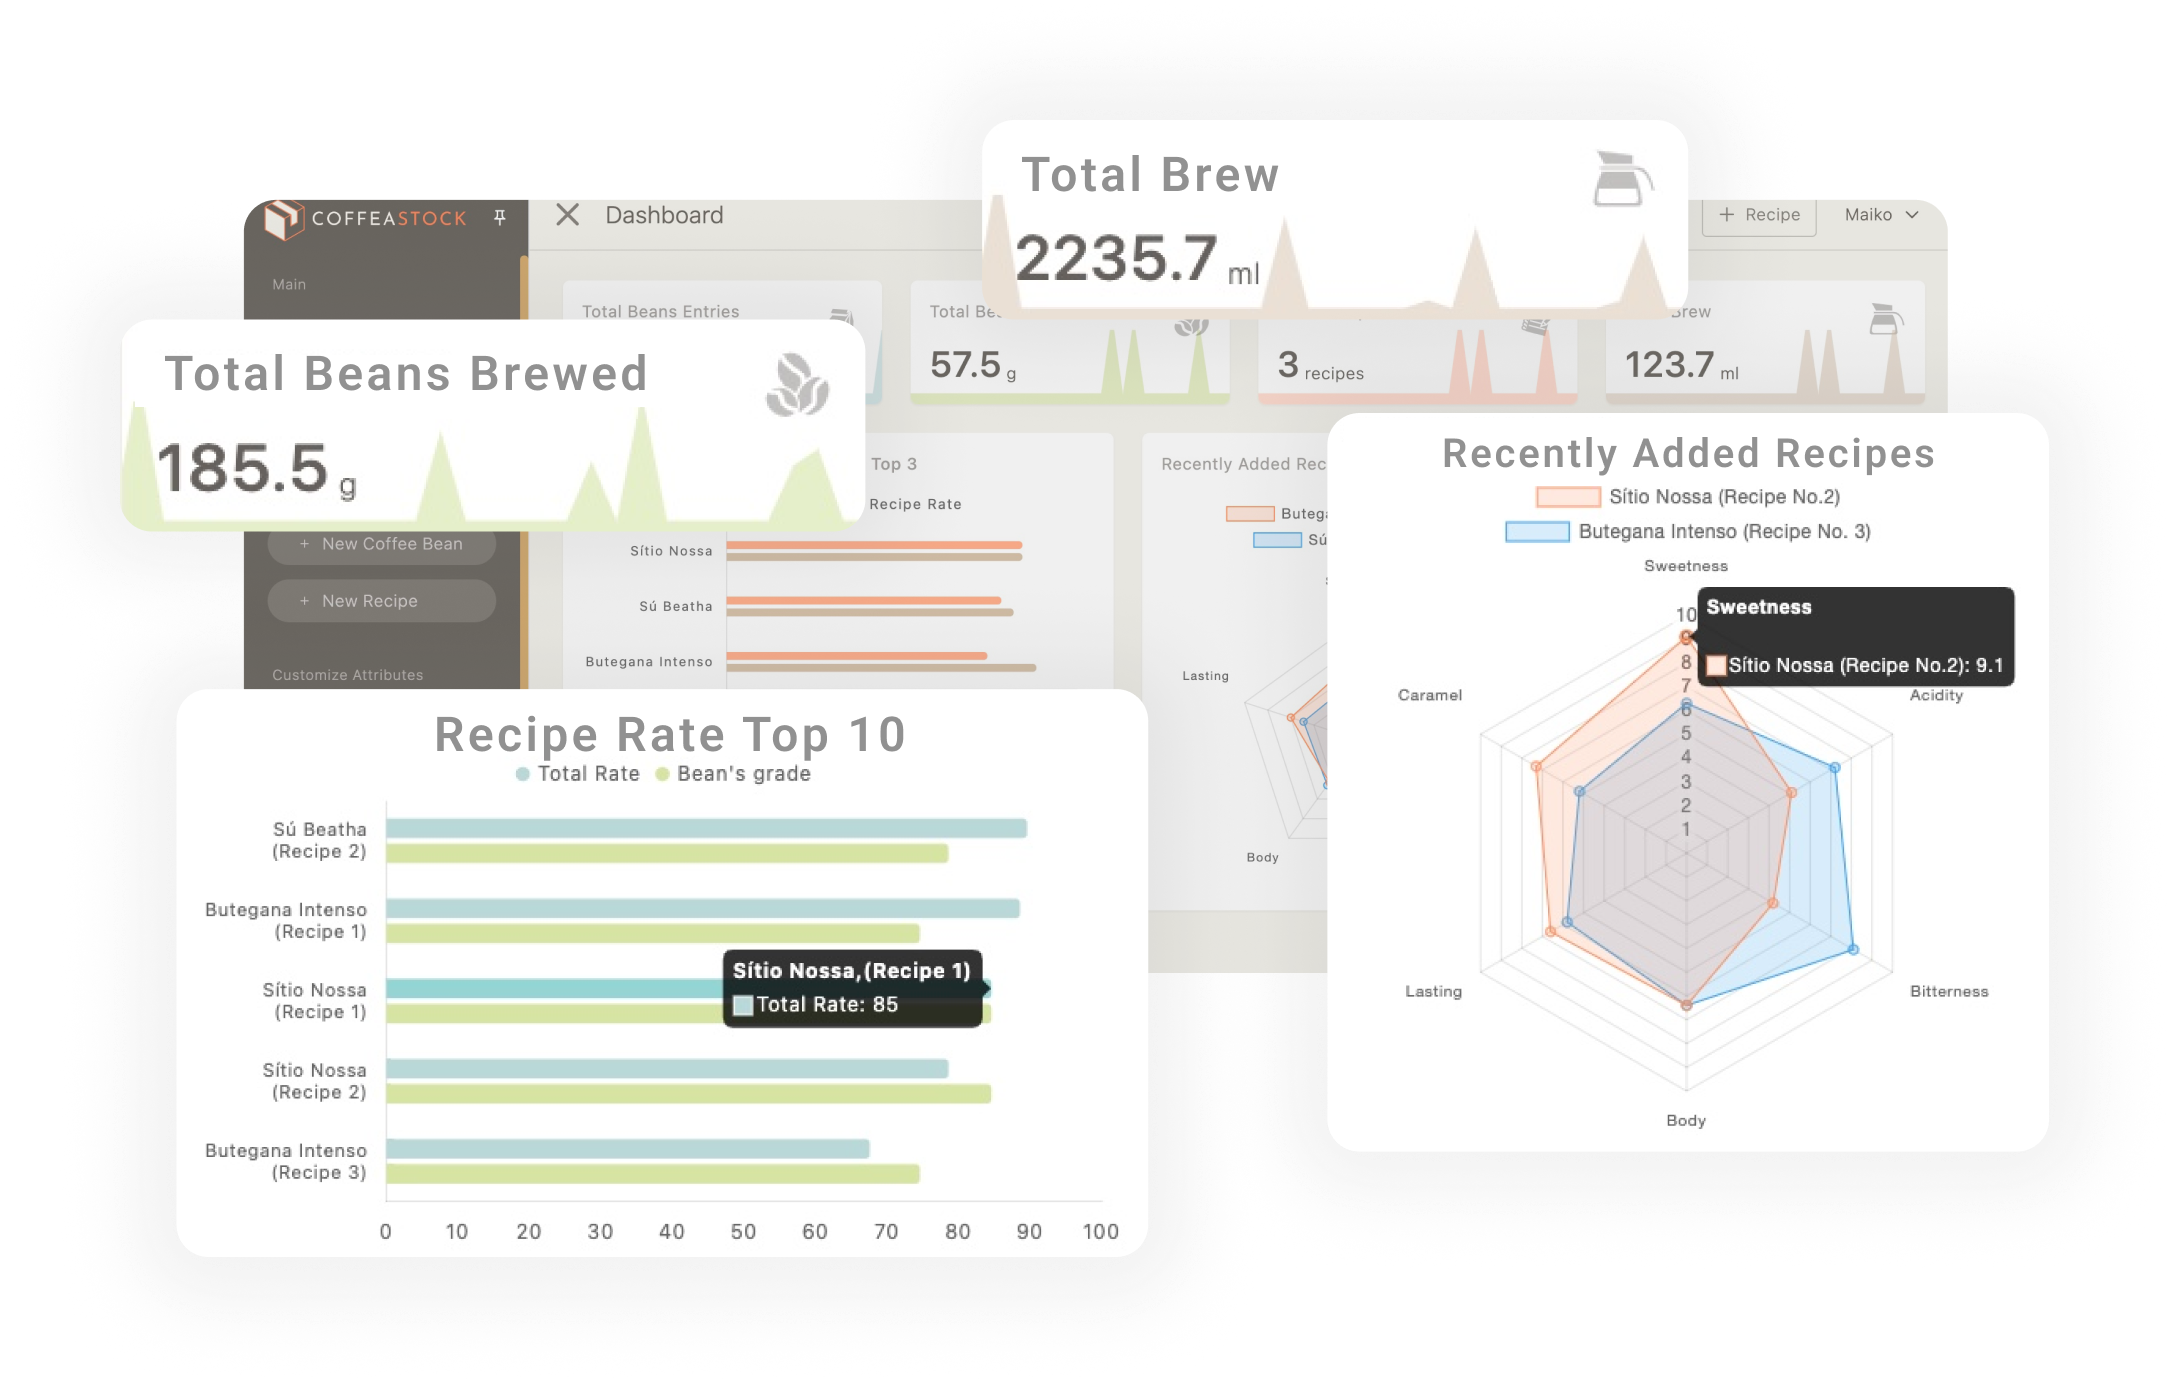 Total Brew
2235.7 ml
COFFEASTOCK
Dashboard
+ Recipe
Maiko
Main
Total Beans Entries
Total
57.5 g
3 recipes
Brew
123.7 ml
Total Beans Brewed
185.5 g
+ New Coffee Bean
+ New Recipe
Customize Attributes
Top 3
Recipe Rate
Sítio Nossa
Sú Beatha
Butegana Intenso
Recently Added
Sú
Lasting
Body
Recently Added Recipes
Sítio Nossa (Recipe No.2)
Butegana Intenso (Recipe No. 3)
Sweetness
10
9
8
7
6
5
4
3
2
1
Sweetness
Sítio Nossa (Recipe No.2): 9.1
Caramel
Acidity
Lasting
Bitterness
Body
Recipe Rate Top 10
Total Rate
Bean's grade
Sú Beatha
(Recipe 2)
Butegana Intenso
(Recipe 1)
Sítio Nossa
(Recipe 1)
Sítio Nossa,(Recipe 1)
Total Rate: 85
Sítio Nossa
(Recipe 2)
Butegana Intenso
(Recipe 3)
0 10 20 30 40 50 60 70 80 90 100